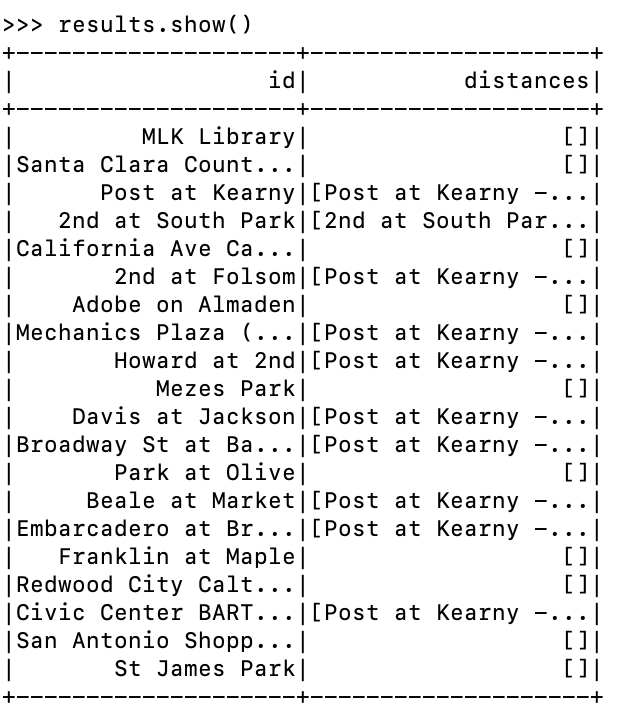 >>> results.show()
+--------------------+--------------------+
|                  id|           distances|
+--------------------+--------------------+
|         MLK Library|                  []|
|Santa Clara Count...|                  []|
|      Post at Kearny|[Post at Kearny -...|
|   2nd at South Park|[2nd at South Par...|
|California Ave Ca...|                  []|
|       2nd at Folsom|[Post at Kearny -...|
|    Adobe on Almaden|                  []|
|Mechanics Plaza (...|[Post at Kearny -...|
|       Howard at 2nd|[Post at Kearny -...|
|          Mezes Park|                  []|
|    Davis at Jackson|[Post at Kearny -...|
|Broadway St at Ba...|[Post at Kearny -...|
|       Park at Olive|                  []|
|     Beale at Market|[Post at Kearny -...|
|Embarcadero at Br...|[Post at Kearny -...|
|   Franklin at Maple|                  []|
|Redwood City Calt...|                  []|
|Civic Center BART...|[Post at Kearny -...|
|San Antonio Shopp...|                  []|
|       St James Park|                  []|
+--------------------+--------------------+